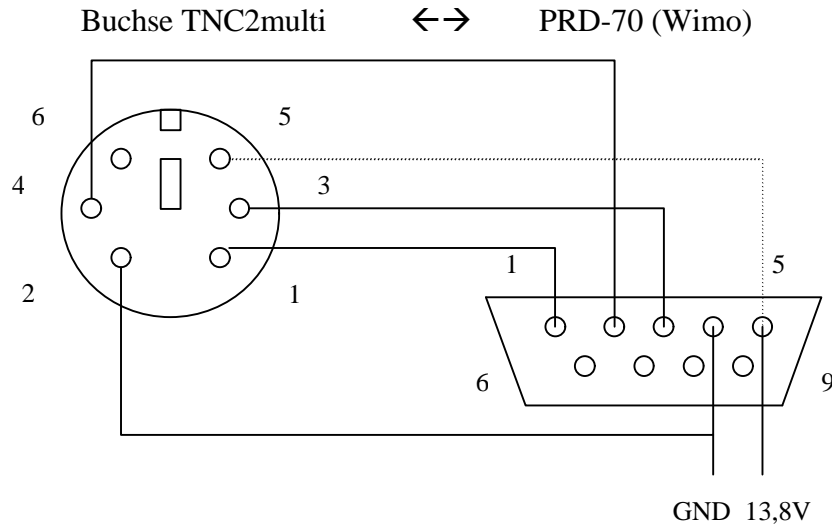 Buchse TNC2multi ←→ PRD-70 (Wimo)
6 5
4 3
2 1
1 5
6 9
GND 13,8V